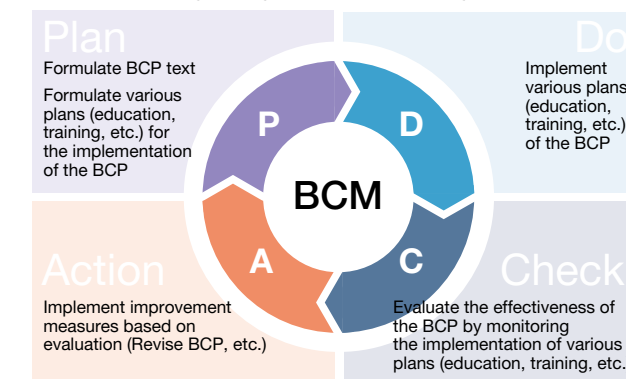 Plan
Formulate BCP text
Formulate various
plans (education,
training, etc.) for
the implementation
of the BCP
Do
Implement
various plans
(education,
training, etc.)
of the BCP
P
D
BCM
A
C
Action
Implement improvement
measures based on
evaluation (Revise BCP, etc.)
Check
Evaluate the effectiveness of
the BCP by monitoring
the implementation of various
plans (education, training, etc.